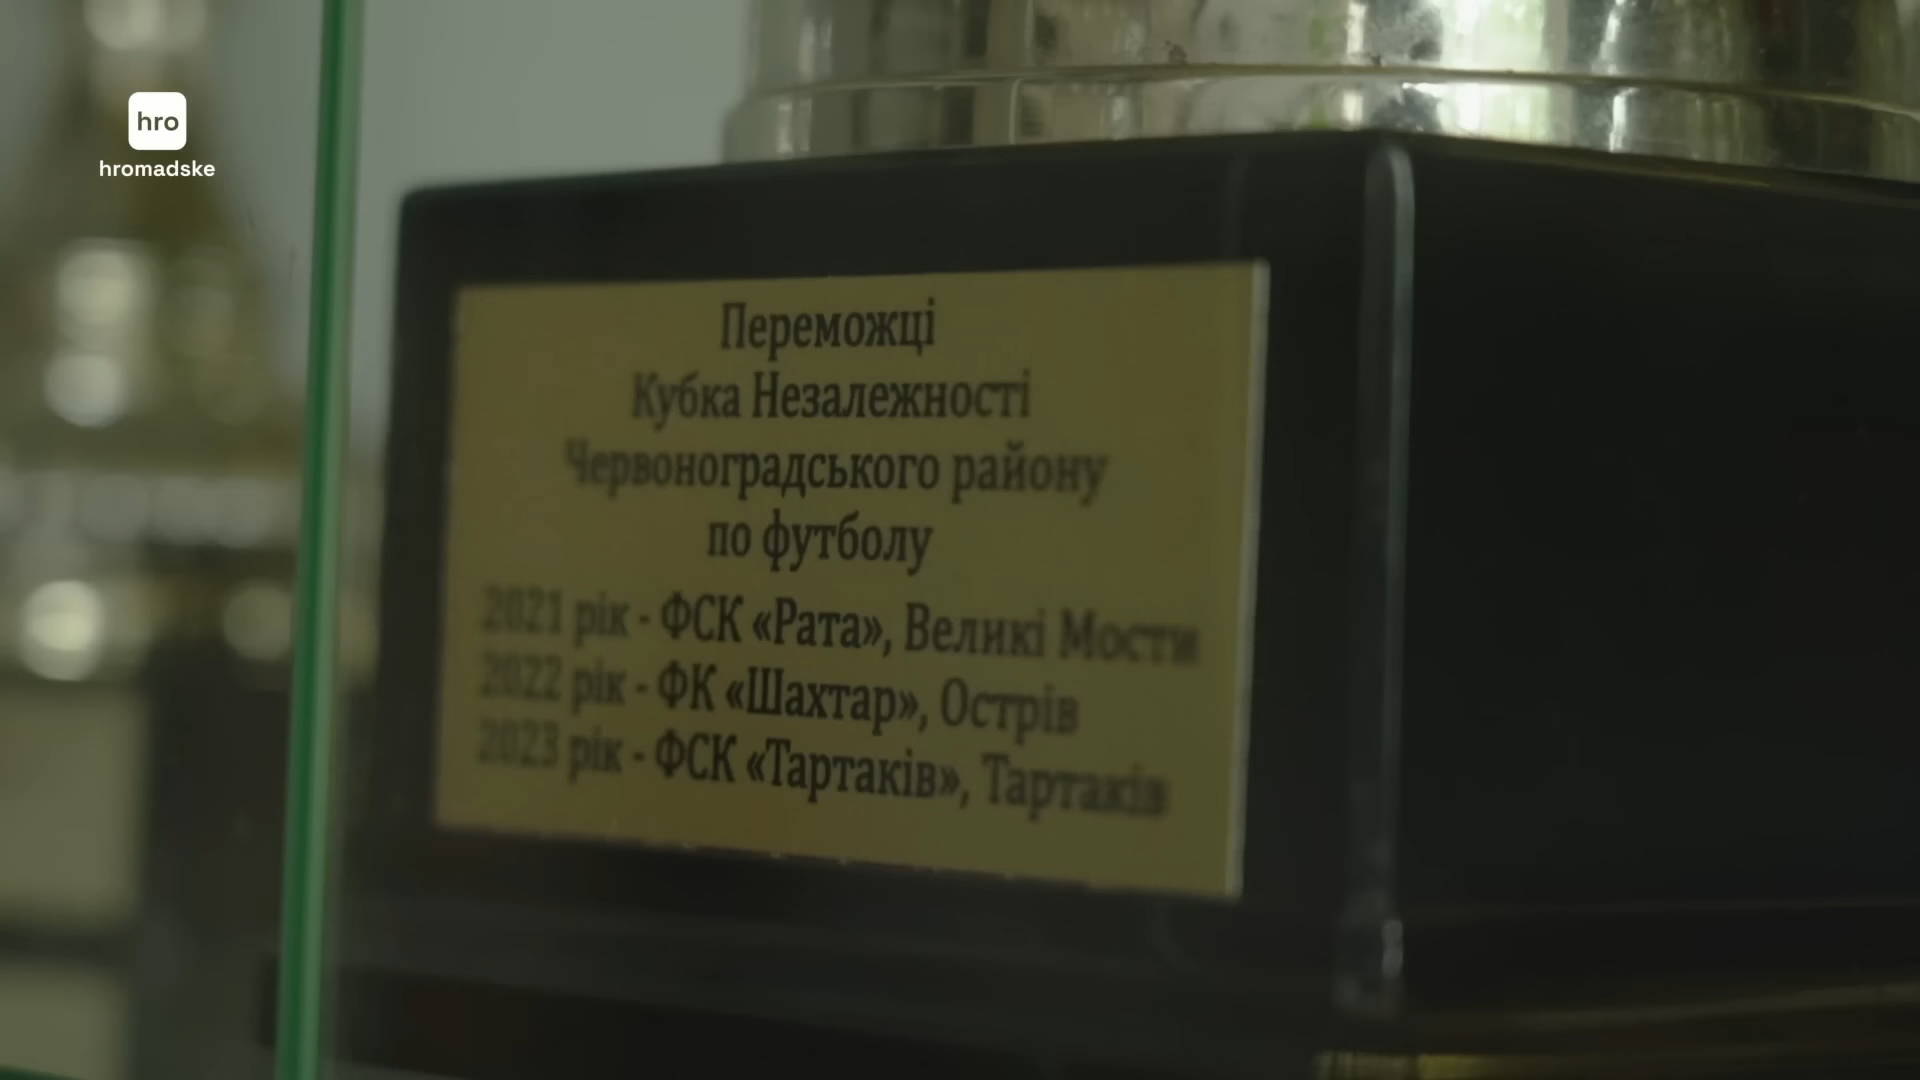 hro
hromadske
Переможці
Кубка Незалежності
Червоноградського району
по футболу
2021 рік - ФСК «Рата», Великі Мости
2022 рік - ФК «Шахтар», Острів
2023 рік - ФСК «Тартаків», Тартаків